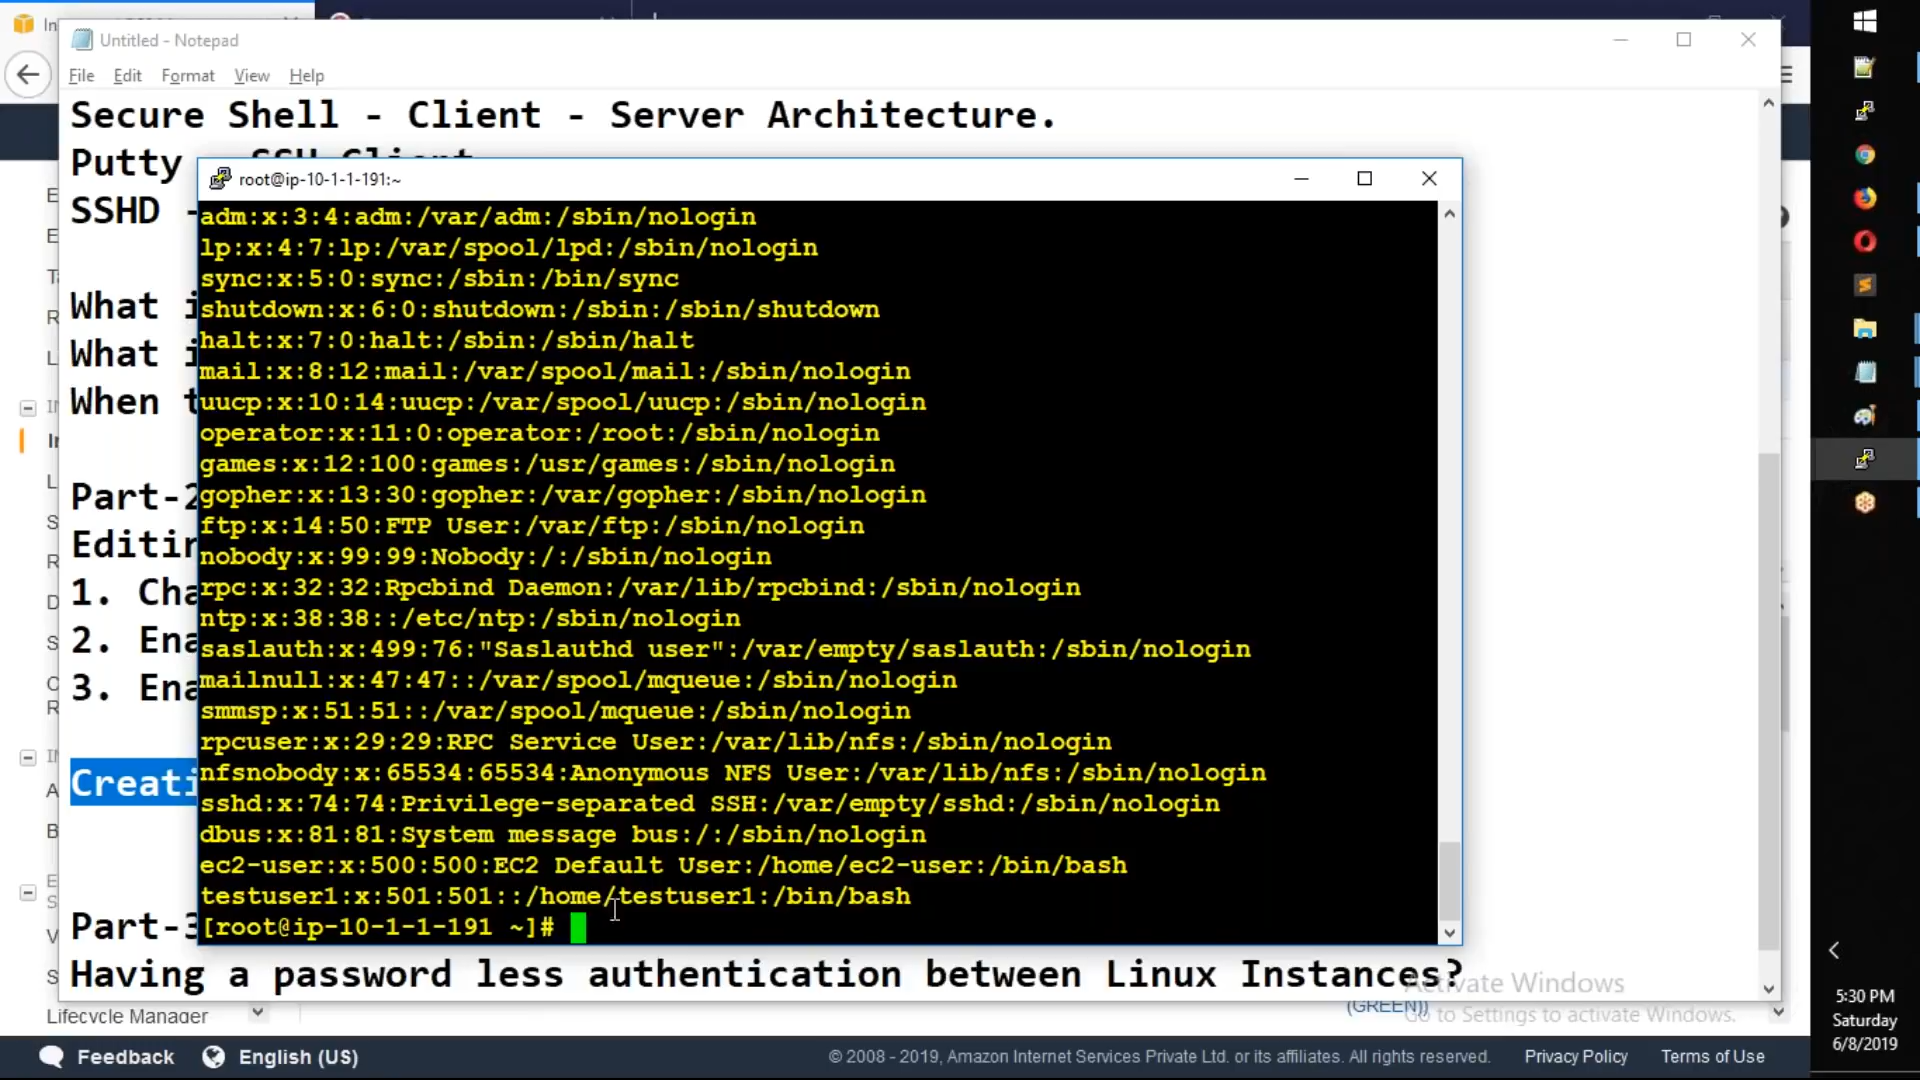 Untitled - Notepad
File Edit Format View Help
Secure Shell - Client - Server Architecture.
Putty
SSHD -
root@ip-10-1-1-191:~
adm:x:3:4:adm:/var/adm:/sbin/nologin
lp:x:4:7:lp:/var/spool/lpd:/sbin/nologin
sync:x:5:0:sync:/sbin:/bin/sync
What i
shutdown:x:6:0:shutdown:/sbin:/sbin/shutdown
halt:x:7:0:halt:/sbin:/sbin/halt
What i
mail:x:8:12:mail:/var/spool/mail:/sbin/nologin
When t
uucp:x:10:14:uucp:/var/spool/uucp:/sbin/nologin
operator:x:11:0:operator:/root:/sbin/nologin
games:x:12:100:games:/usr/games:/sbin/nologin
Part-2
gopher:x:13:30:gopher:/var/gopher:/sbin/nologin
ftp:x:14:50:FTP User:/var/ftp:/sbin/nologin
Editin
nobody:x:99:99:Nobody:/:/sbin/nologin
1. Cha
rpc:x:32:32:Rpcbind Daemon:/var/lib/rpcbind:/sbin/nologin
ntp:x:38:38::/etc/ntp:/sbin/nologin
2. Ena
saslauth:x:499:76:"Saslauthd user":/var/empty/saslauth:/sbin/nologin
3. Ena
mailnull:x:47:47::/var/spool/mqueue:/sbin/nologin
smmsp:x:51:51::/var/spool/mqueue:/sbin/nologin
rpcuser:x:29:29:RPC Service User:/var/lib/nfs:/sbin/nologin
Creati
nfsnobody:x:65534:65534:Anonymous NFS User:/var/lib/nfs:/sbin/nologin
sshd:x:74:74:Privilege-separated SSH:/var/empty/sshd:/sbin/nologin
dbus:x:81:81:System message bus:/:/sbin/nologin
ec2-user:x:500:500:EC2 Default User:/home/ec2-user:/bin/bash
testuser1:x:501:501::/home/testuser1:/bin/bash
Part-3
[root@ip-10-1-1-191 ~]#
Having a password less authentication between Linux Instances?
Activate Windows
Go to Settings to activate Windows.
(GREEN))
Lifecycle Manager
Feedback English (US)
© 2008 - 2019, Amazon Internet Services Private Ltd. or its affiliates. All rights reserved. Privacy Policy Terms of Use
5:30 PM
Saturday
6/8/2019